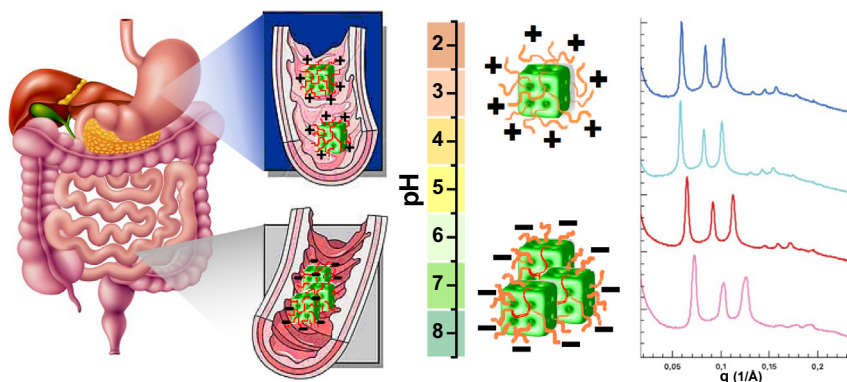 pH
2
3
4
5
6
7
8
+ + + + + + + +
+ + + + + + + +
- - - - - - - -
- - - - - - - - - -
0,05 0,1 0,15 0,2
q (1/Å)